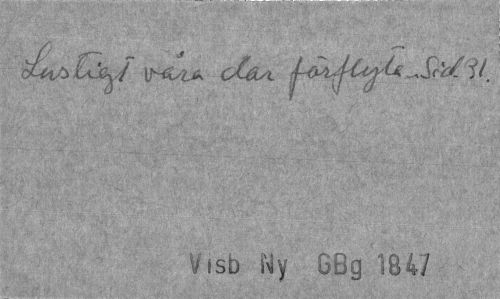 Lustigt våra dar förflyta. Sid. 31.
Visb Ny GBg 1847